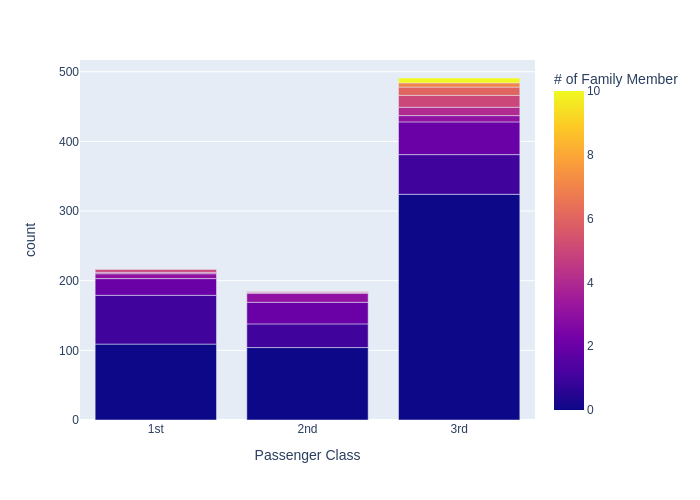 500
400
300
200
100
0
count
1st
2nd
3rd
Passenger Class
# of Family Member
10
8
6
4
2
0